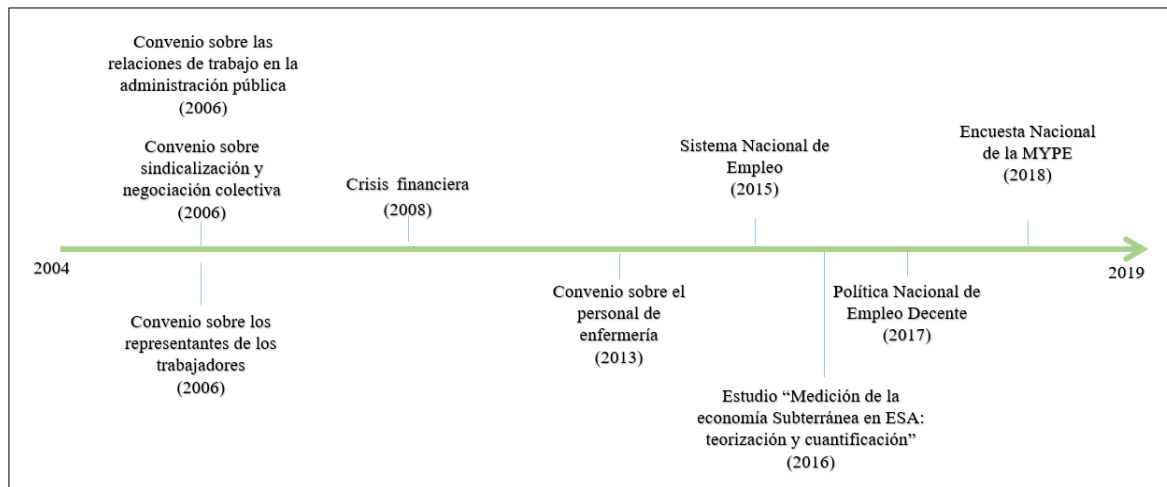 Convenio sobre las
relaciones de trabajo en la
administración pública
(2006)
Convenio sobre
sindicalización y
negociación colectiva
(2006)
Crisis financiera
(2008)
Sistema Nacional de
Empleo
(2015)
Encuesta Nacional
de la MYPE
(2018)
2004
2019
Convenio sobre los
representantes de los
trabajadores
(2006)
Convenio sobre el
personal de
enfermería
(2013)
Política Nacional de
Empleo Decente
(2017)
Estudio “Medición de la
economía Subterránea en ESA:
teorización y cuantificación”
(2016)